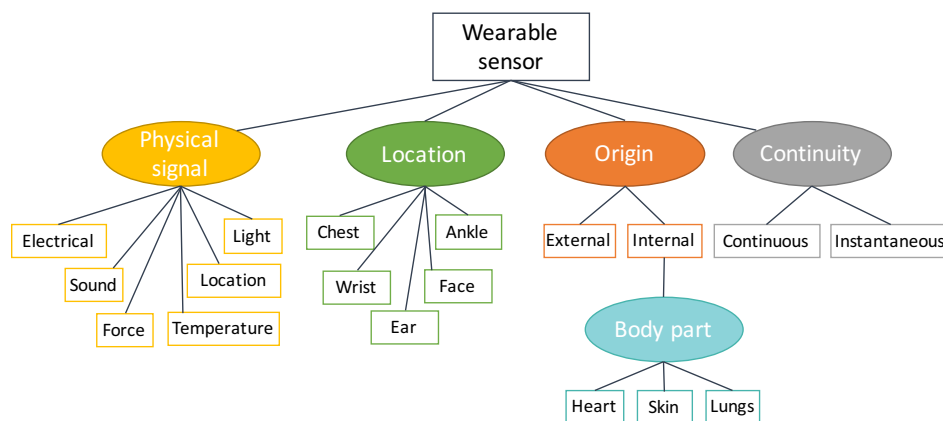 Wearable
sensor
Physical
signal
Location
Origin
Continuity
Electrical
Light
Sound
Location
Force
Temperature
Chest
Ankle
Wrist
Face
Ear
External
Internal
Continuous
Instantaneous
Body part
Heart
Skin
Lungs